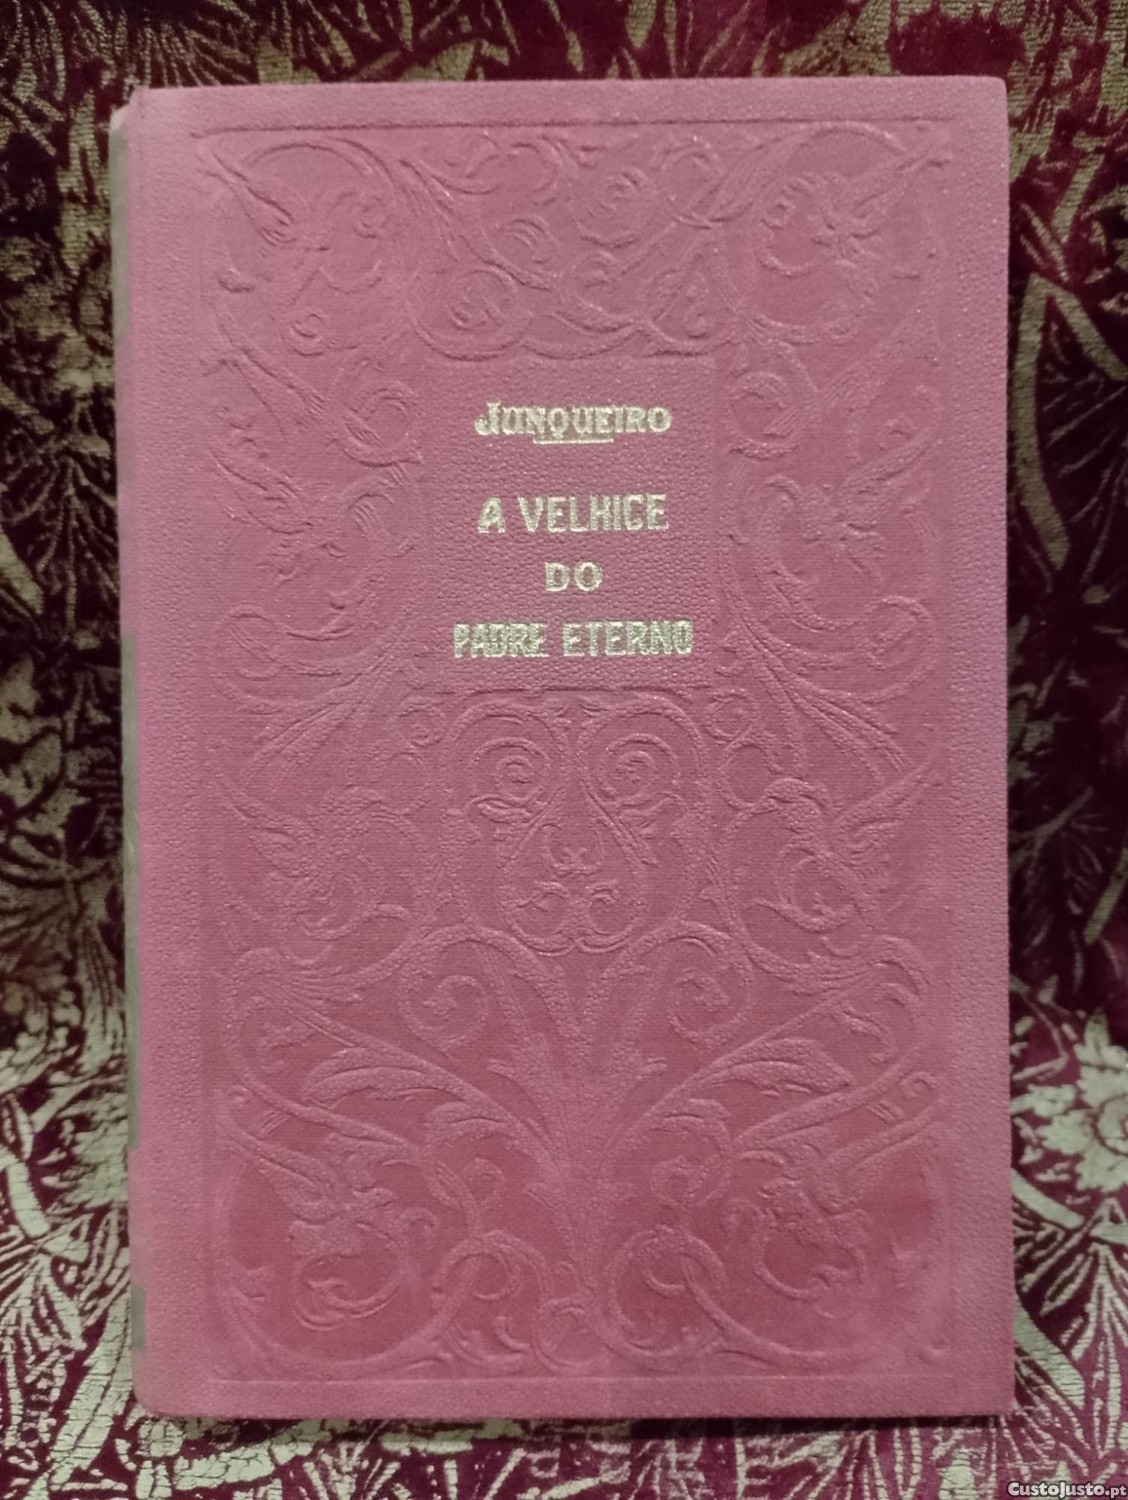 JUNQUEIRO
A VELHICE
DO
PADRE ETERNO
CustoJusto.pt